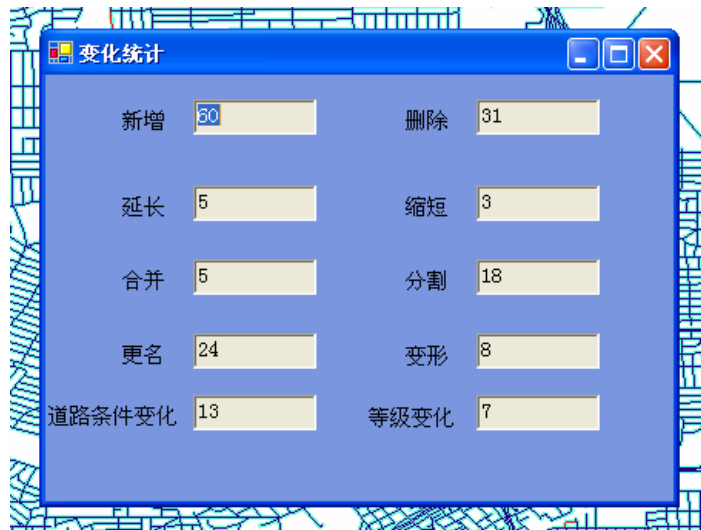 变化统计
新增 60 删除 31
延长 5 缩短 3
合并 5 分割 18
更名 24 变形 8
道路条件变化 13 等级变化 7